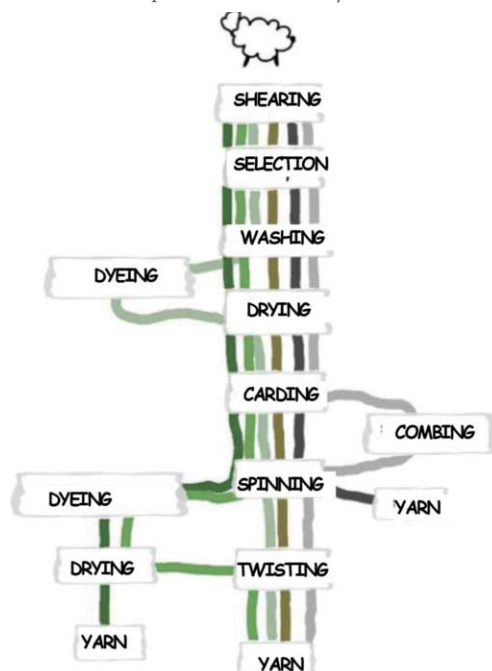 SHEARING
SELECTION
WASHING
DYEING
DRYING
CARDING
COMBING
SPINNING
DYEING
YARN
DRYING
TWISTING
YARN
YARN